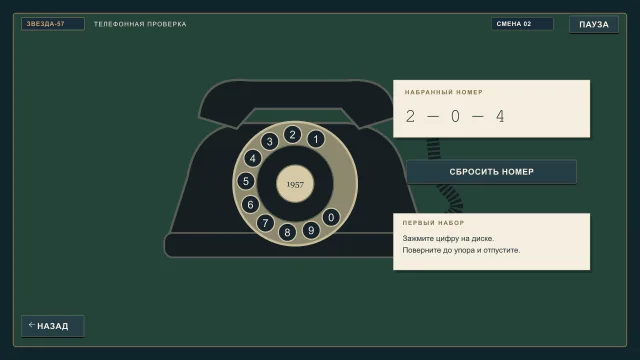 ЗВЕЗДА-57
ТЕЛЕФОННАЯ ПРОВЕРКА
СМЕНА 02
ПАУЗА
НАБРАННЫЙ НОМЕР
2 — 0 — 4
СБРОСИТЬ НОМЕР
ПЕРВЫЙ НАБОР
Зажмите цифру на диске.
Поверните до упора и отпустите.
1
2
3
4
5
6
7
8
9
0
1957
← НАЗАД